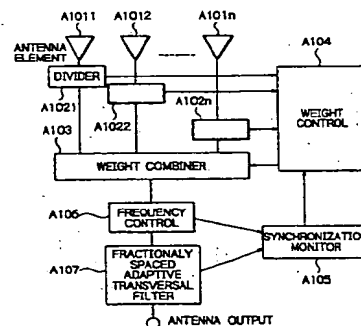 A1011 A1012 A101n
A104
ANTENNA
ELEMENT
DIVIDER
A1021
A102n
A1022
A103
WEIGHT
CONTROL
WEIGHT COMBINER
A106
FREQUENCY
CONTROL
SYNCHRONIZATION
MONITOR
A107
FRACTIONALY
SPACED
ADAPTIVE
TRANSVERSAL
FILTER
A105
ANTENNA OUTPUT